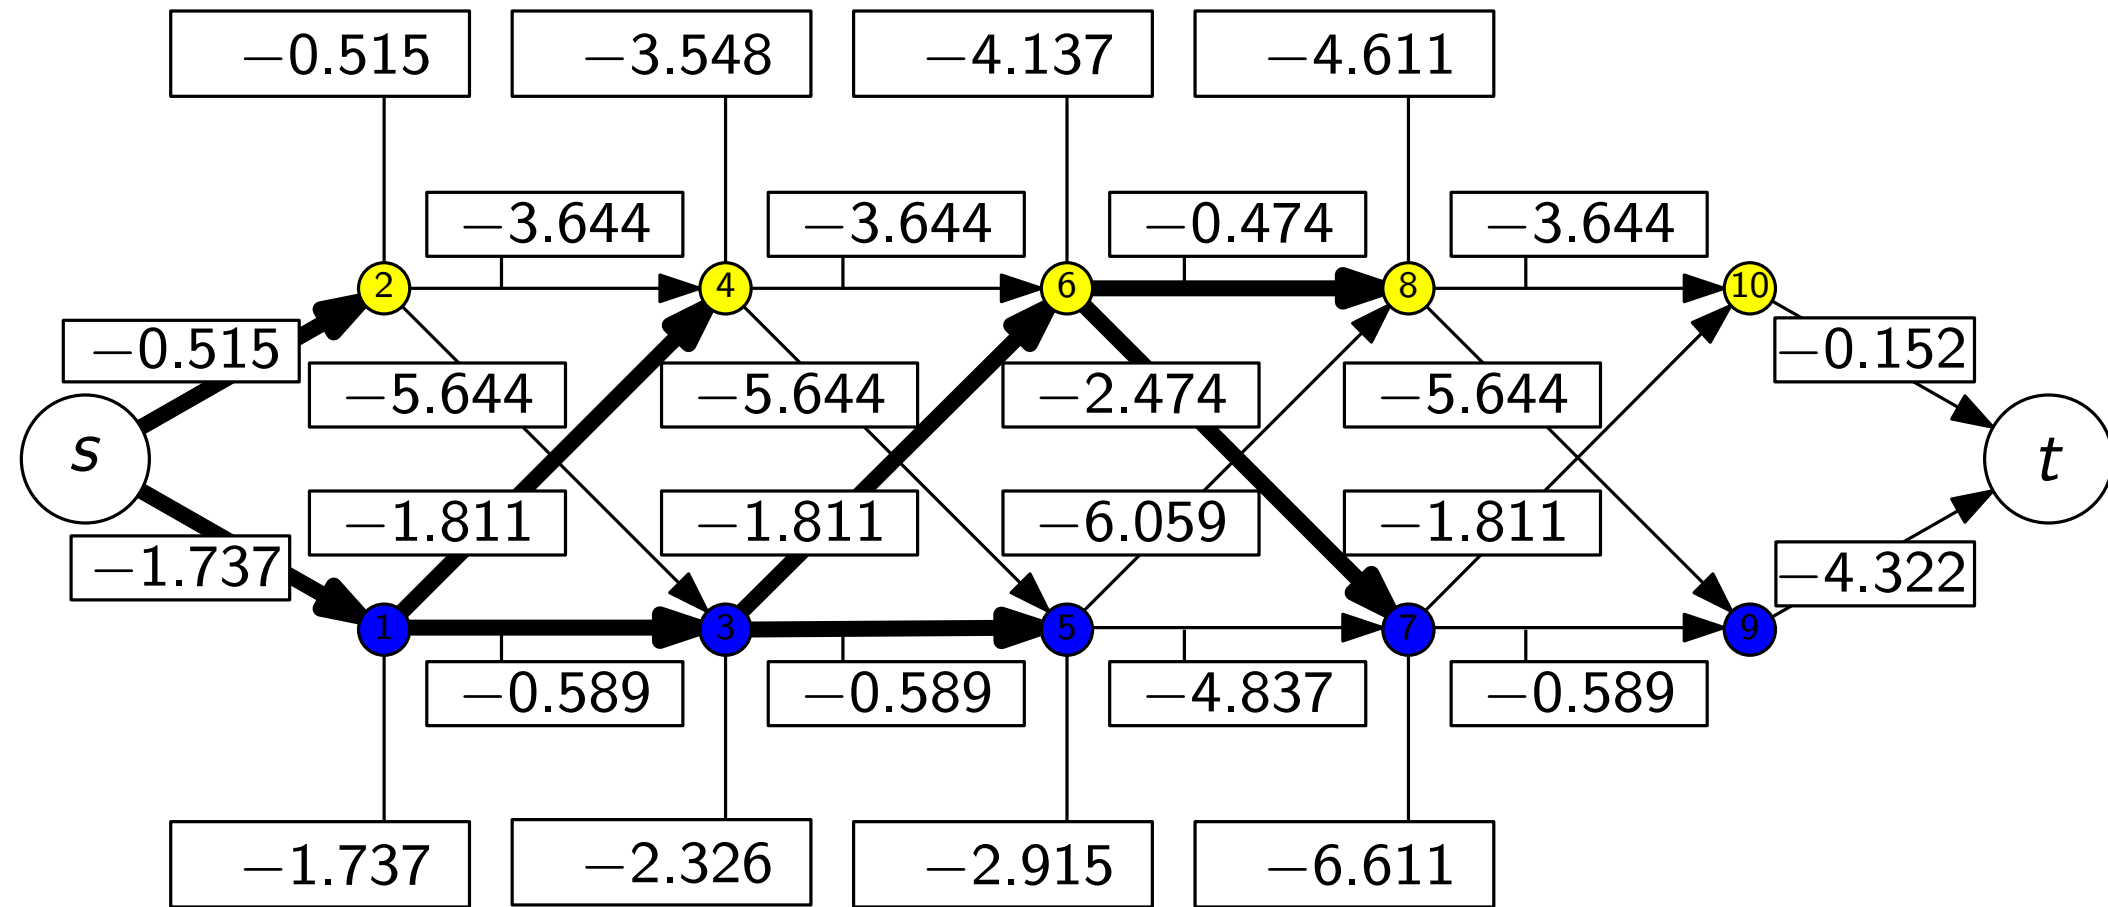 −0.515 −3.548 −4.137 −4.611
−3.644 −3.644 −0.474 −3.644
2 4 6 8 10
−0.515 −0.152
−5.644 −5.644 −2.474 −5.644
s t
−1.811 −1.811 −6.059 −1.811
−1.737 −4.322
1 3 5 7 9
−0.589 −0.589 −4.837 −0.589
−1.737 −2.326 −2.915 −6.611